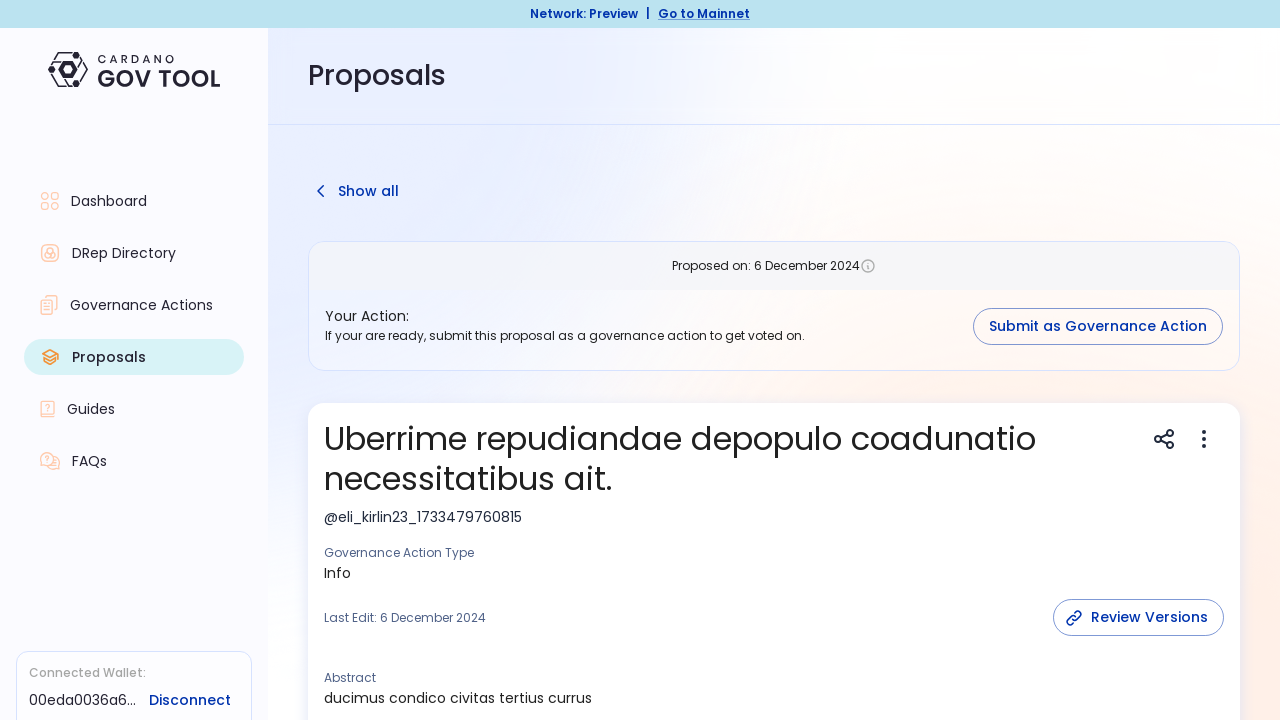 Network: Preview | Go to Mainnet
CARDANO
GOV TOOL
Proposals
Dashboard
DRep Directory
Governance Actions
Proposals
Guides
FAQs
Connected Wallet:
00eda0036a6... Disconnect
Show all
Proposed on: 6 December 2024
Your Action:
If your are ready, submit this proposal as a governance action to get voted on.
Submit as Governance Action
Uberrime repudiandae depopulo coadunatio
necessitatibus ait.
@eli_kirlin23_1733479760815
Governance Action Type
Info
Last Edit: 6 December 2024
Review Versions
Abstract
ducimus condico civitas tertius currus